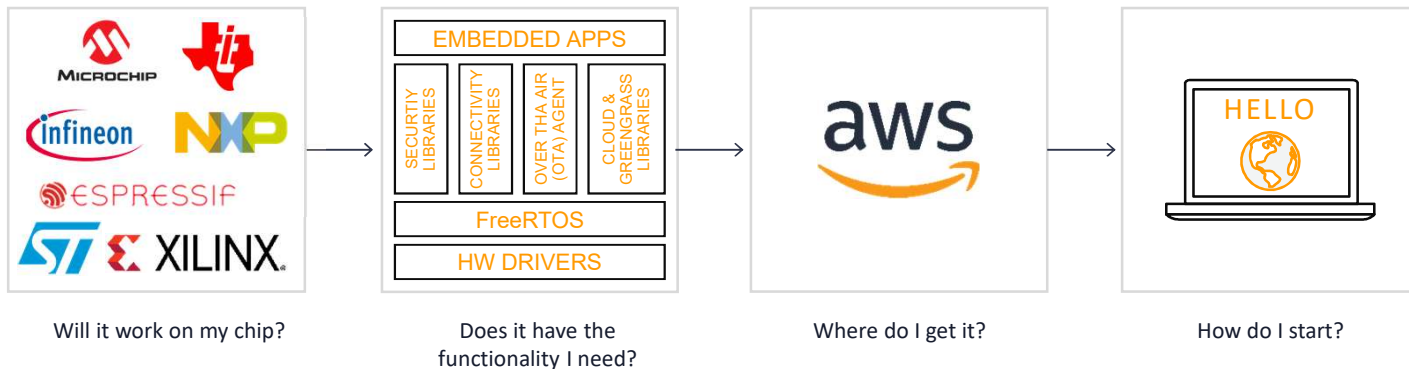 MICROCHIP
ti
infineon
NXP
ESPRESSIF
ST
XILINX.
EMBEDDED APPS
SECURTIY
LIBRARIES
CONNECTIVITY
LIBRARIES
OVER THA AIR
(OTA) AGENT
CLOUD &
GREENGRASS
LIBRARIES
FreeRTOS
HW DRIVERS
aws
HELLO
Will it work on my chip?
Does it have the
functionality I need?
Where do I get it?
How do I start?